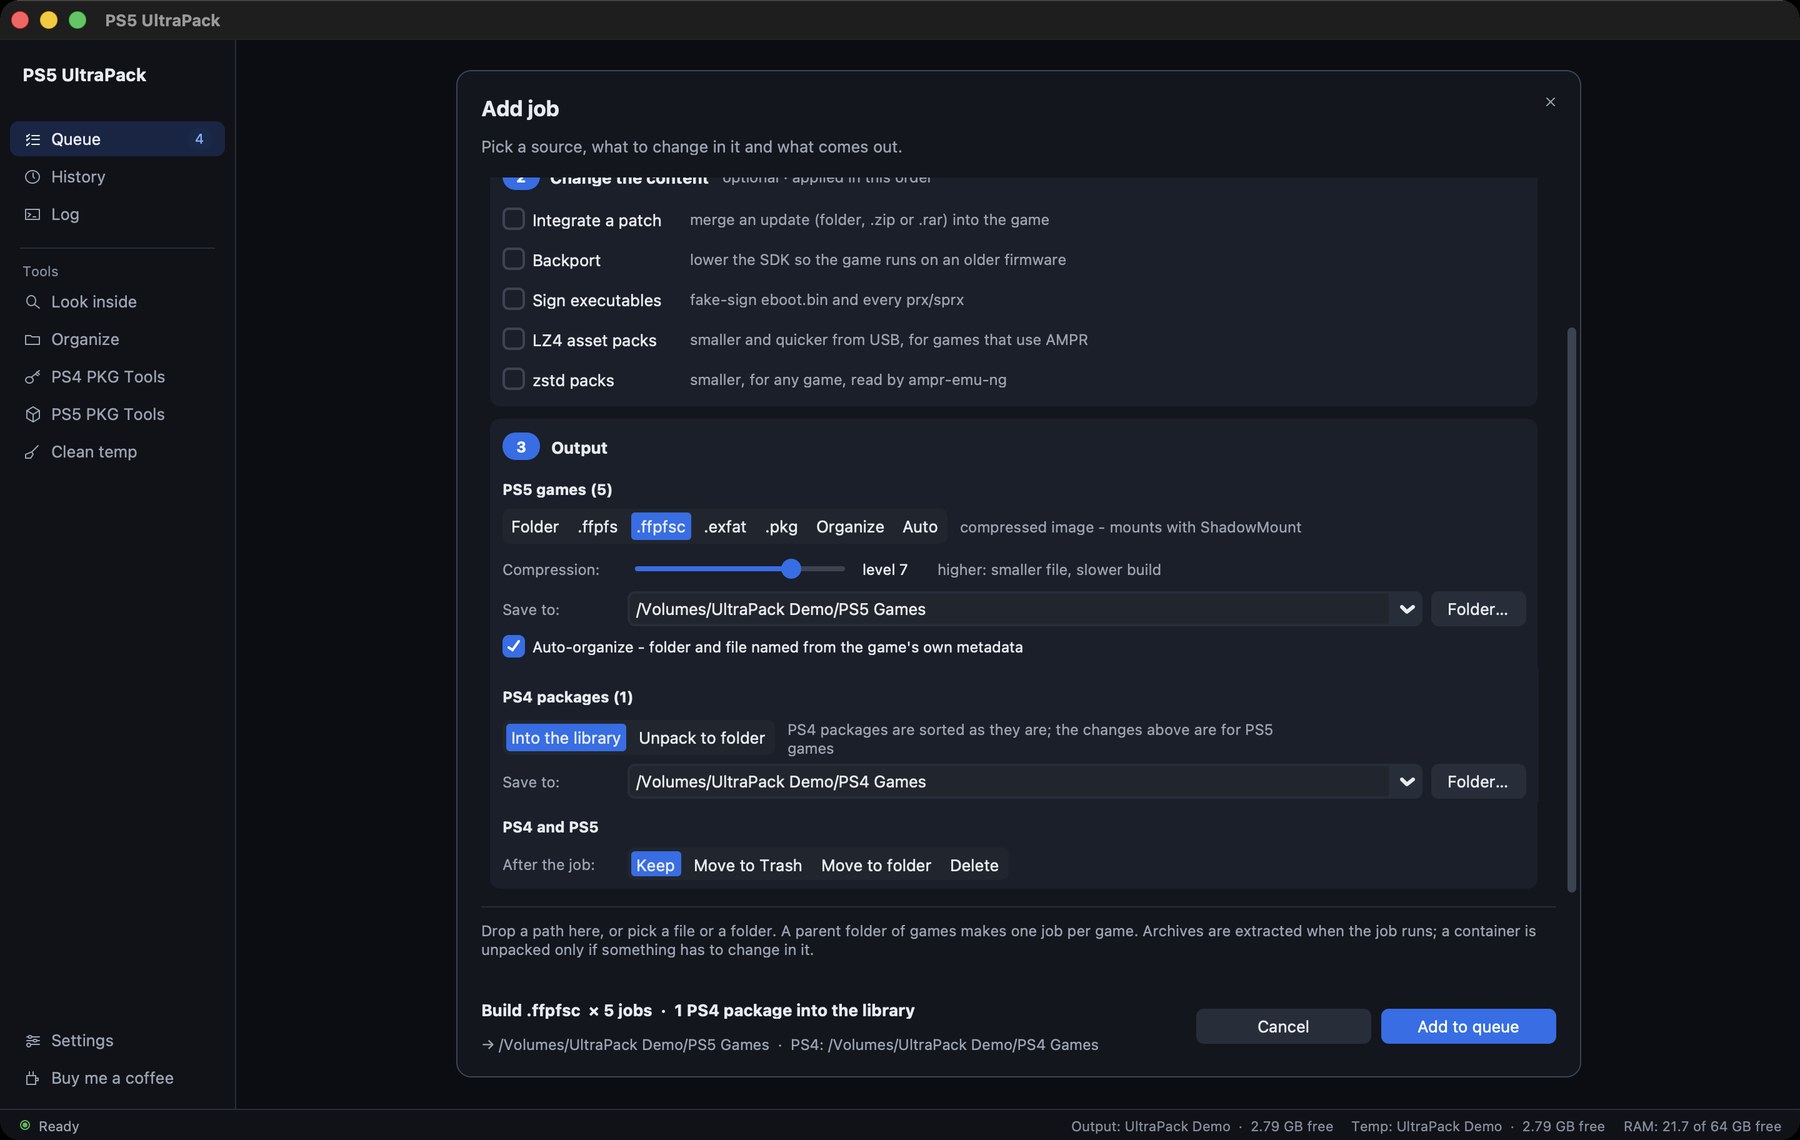 PS5 UltraPack
PS5 UltraPack
Queue 4
History
Log
Tools
Look inside
Organize
PS4 PKG Tools
PS5 PKG Tools
Clean temp
Settings
Buy me a coffee
Add job
×
Pick a source, what to change in it and what comes out.
2 Change the content optional · applied in this order
Integrate a patch merge an update (folder, .zip or .rar) into the game
Backport lower the SDK so the game runs on an older firmware
Sign executables fake-sign eboot.bin and every prx/sprx
LZ4 asset packs smaller and quicker from USB, for games that use AMPR
zstd packs smaller, for any game, read by ampr-emu-ng
3 Output
PS5 games (5)
Folder .ffpfs .ffpfsc .exfat .pkg Organize Auto compressed image - mounts with ShadowMount
Compression: level 7 higher: smaller file, slower build
Save to: /Volumes/UltraPack Demo/PS5 Games Folder...
Auto-organize - folder and file named from the game's own metadata
PS4 packages (1)
Into the library Unpack to folder PS4 packages are sorted as they are; the changes above are for PS5
games
Save to: /Volumes/UltraPack Demo/PS4 Games Folder...
PS4 and PS5
After the job: Keep Move to Trash Move to folder Delete
Drop a path here, or pick a file or a folder. A parent folder of games makes one job per game. Archives are extracted when the job runs; a container is
unpacked only if something has to change in it.
Build .ffpfsc × 5 jobs · 1 PS4 package into the library
→ /Volumes/UltraPack Demo/PS5 Games · PS4: /Volumes/UltraPack Demo/PS4 Games
Cancel Add to queue
Ready Output: UltraPack Demo · 2.79 GB free Temp: UltraPack Demo · 2.79 GB free RAM: 21.7 of 64 GB free